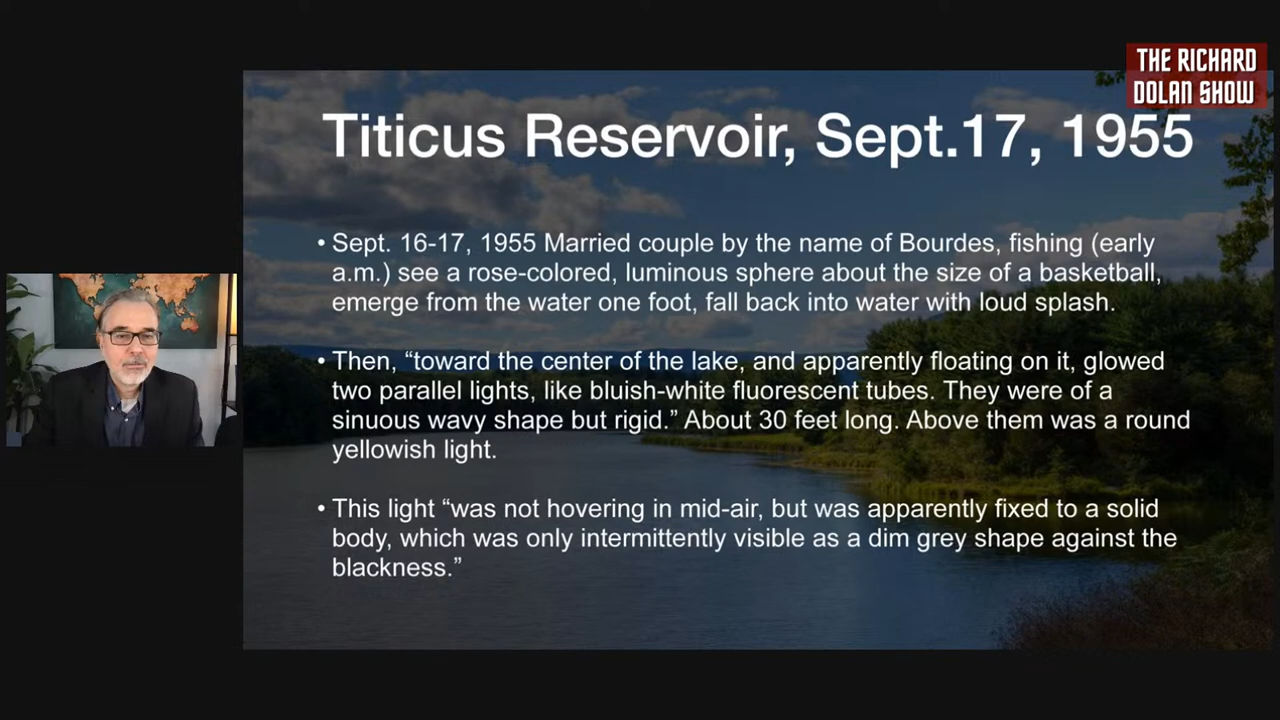 THE RICHARD
DOLAN SHOW
Titicus Reservoir, Sept.17, 1955
• Sept. 16-17, 1955 Married couple by the name of Bourdes, fishing (early
a.m.) see a rose-colored, luminous sphere about the size of a basketball,
emerge from the water one foot, fall back into water with loud splash.
• Then, “toward the center of the lake, and apparently floating on it, glowed
two parallel lights, like bluish-white fluorescent tubes. They were of a
sinuous wavy shape but rigid.” About 30 feet long. Above them was a round
yellowish light.
• This light “was not hovering in mid-air, but was apparently fixed to a solid
body, which was only intermittently visible as a dim grey shape against the
blackness.”